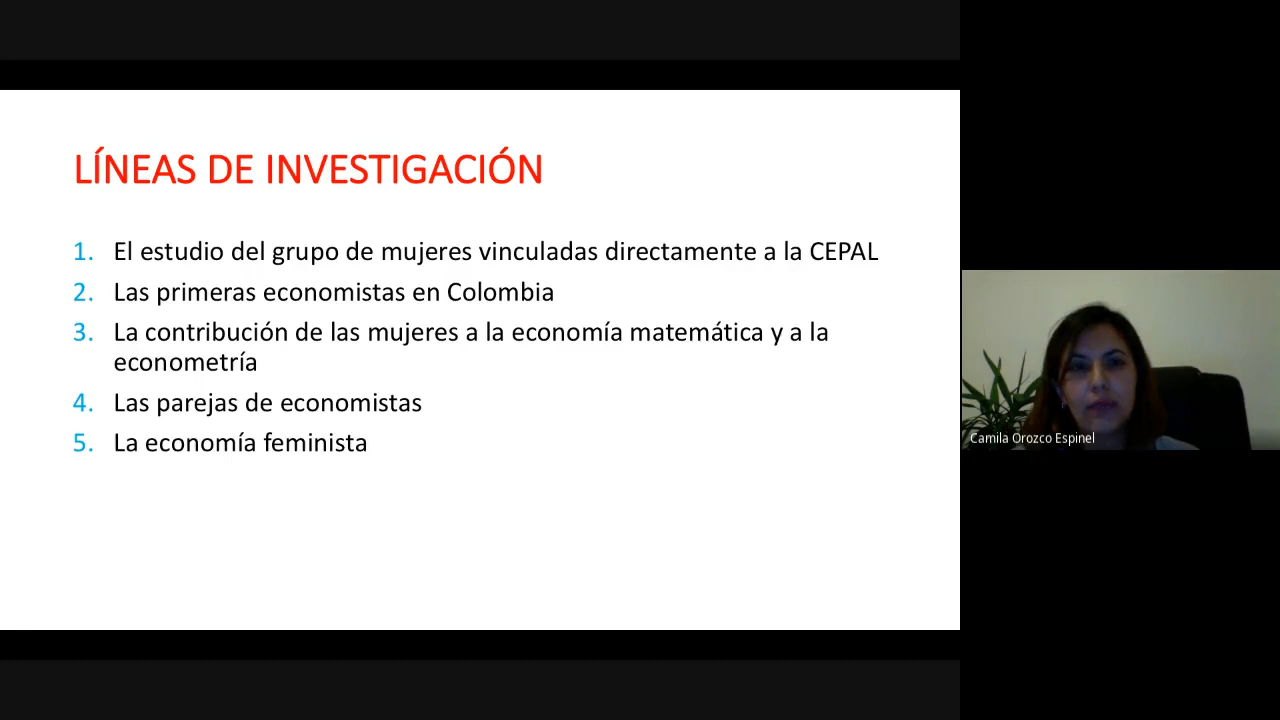 LÍNEAS DE INVESTIGACIÓN
1. El estudio del grupo de mujeres vinculadas directamente a la CEPAL
2. Las primeras economistas en Colombia
3. La contribución de las mujeres a la economía matemática y a la
econometría
4. Las parejas de economistas
5. La economía feminista
Camila Orozco Espinel